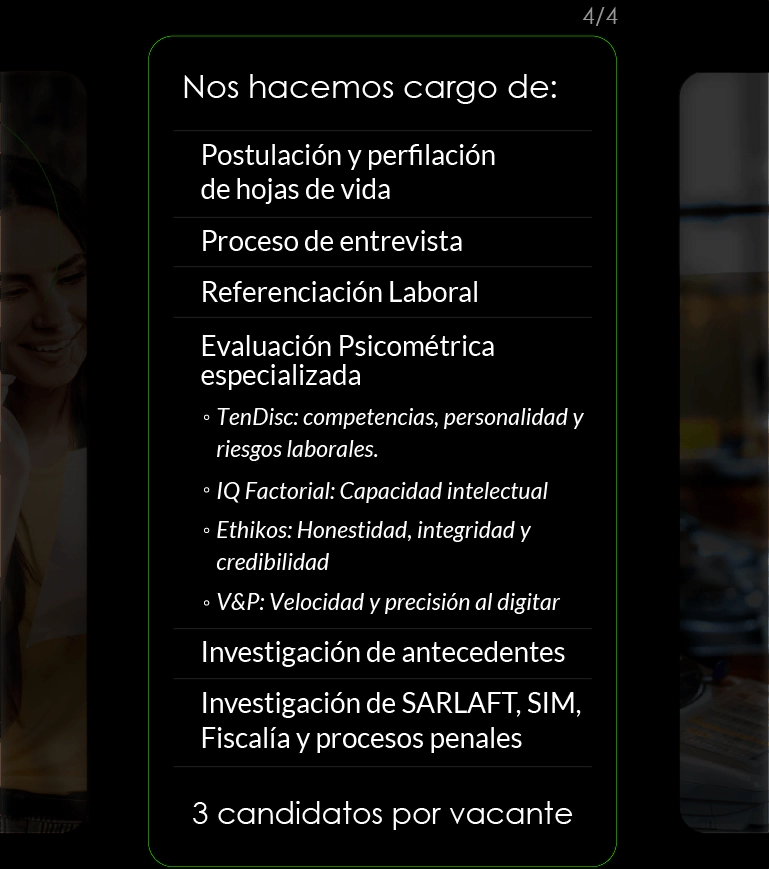 4/4
Nos hacemos cargo de:
Postulación y perfilación
de hojas de vida
Proceso de entrevista
Referenciación Laboral
Evaluación Psicométrica
especializada
◦ TenDisc: competencias, personalidad y
riesgos laborales.
◦ IQ Factorial: Capacidad intelectual
◦ Ethikos: Honestidad, integridad y
credibilidad
◦ V&P: Velocidad y precisión al digitar
Investigación de antecedentes
Investigación de SARLAFT, SIM,
Fiscalía y procesos penales
3 candidatos por vacante